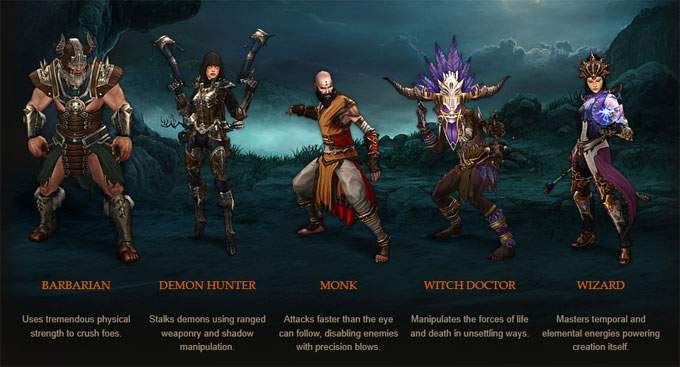 BARBARIAN
Uses tremendous physical
strength to crush foes.
DEMON HUNTER
Stalks demons using ranged
weaponry and shadow
manipulation.
MONK
Attacks faster than the eye
can follow, disabling enemies
with precision blows.
WITCH DOCTOR
Manipulates the forces of life
and death in unsettling ways.
WIZARD
Masters temporal and
elemental energies powering
creation itself.